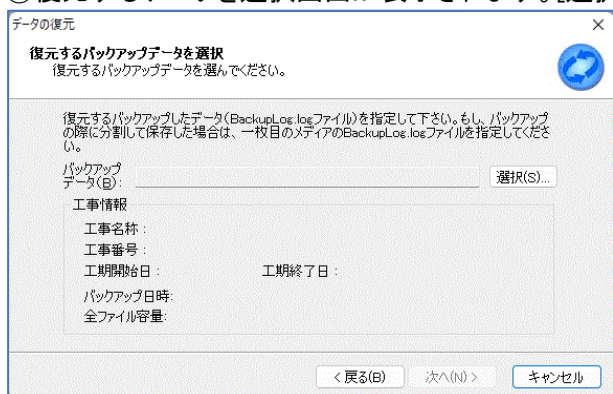 データの復元
復元するバックアップデータを選択
復元するバックアップデータを選んでください。
復元するバックアップしたデータ(BackupLog.logファイル)を指定して下さい。もし、バックアップ
の際に分割して保存した場合は、一枚目のメディアのBackupLog.logファイルを指定してくださ
い。
バックアップ
データ(B):
選択(S)...
工事情報
工事名称:
工事番号:
工期開始日: 工期終了日:
バックアップ日時:
全ファイル容量:
<戻る(B) 次へ(N)> キャンセル